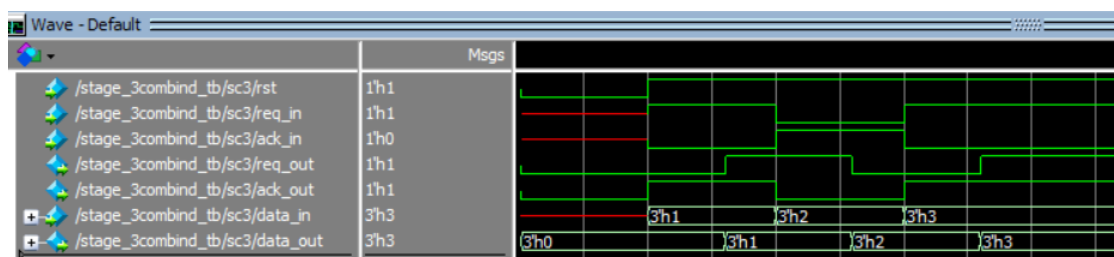 Wave - Default
Msgs
/stage_3combind_tb/sc3/rst 1'h1
/stage_3combind_tb/sc3/req_in 1'h1
/stage_3combind_tb/sc3/ack_in 1'h0
/stage_3combind_tb/sc3/req_out 1'h1
/stage_3combind_tb/sc3/ack_out 1'h1
/stage_3combind_tb/sc3/data_in 3'h3 3'h1 3'h2 3'h3
/stage_3combind_tb/sc3/data_out 3'h3 3'h0 3'h1 3'h2 3'h3